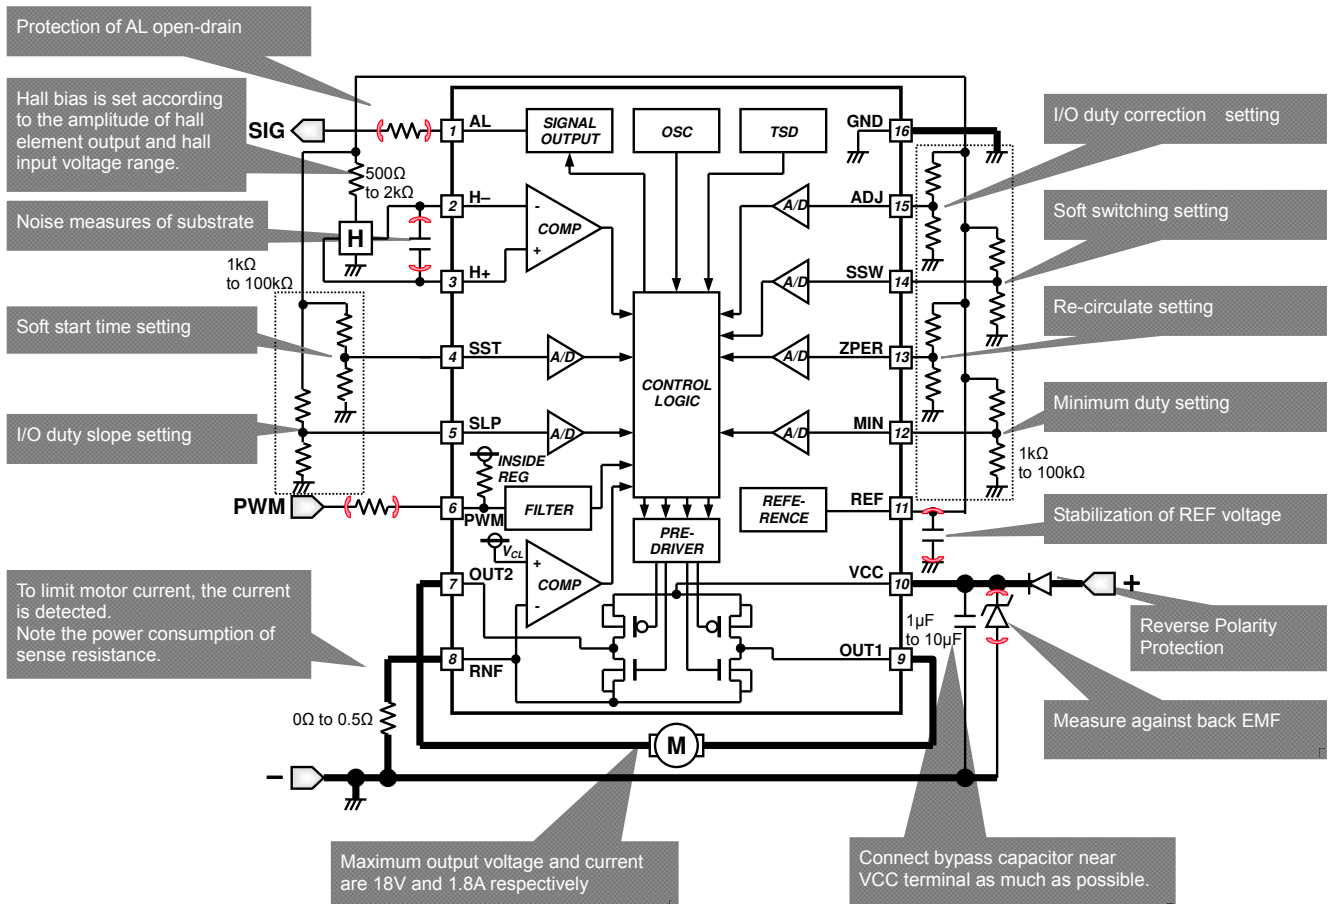 Protection of AL open-drain
Hall bias is set according
to the amplitude of hall
element output and hall
input voltage range.
Noise measures of substrate
Soft start time setting
I/O duty slope setting
To limit motor current, the current
is detected.
Note the power consumption of
sense resistance.
SIG
500Ω
to 2kΩ
H
1kΩ
to 100kΩ
PWM
0Ω to 0.5Ω
–
1
AL
2
H–
3
H+
4
SST
5
SLP
6
PWM
7
OUT2
8
RNF
SIGNAL
OUTPUT
OSC
TSD
-
COMP
+
A/D
A/D
INSIDE
REG
FILTER
VCL
+
COMP
-
CONTROL
LOGIC
PRE-
DRIVER
REFE-
RENCE
A/D
A/D
A/D
A/D
GND
16
ADJ
15
SSW
14
ZPER
13
MIN
12
REF
11
VCC
10
OUT1
9
M
1µF
to 10µF
+
1kΩ
to 100kΩ
I/O duty correction setting
Soft switching setting
Re-circulate setting
Minimum duty setting
Stabilization of REF voltage
Reverse Polarity
Protection
Measure against back EMF
Maximum output voltage and current
are 18V and 1.8A respectively
Connect bypass capacitor near
VCC terminal as much as possible.